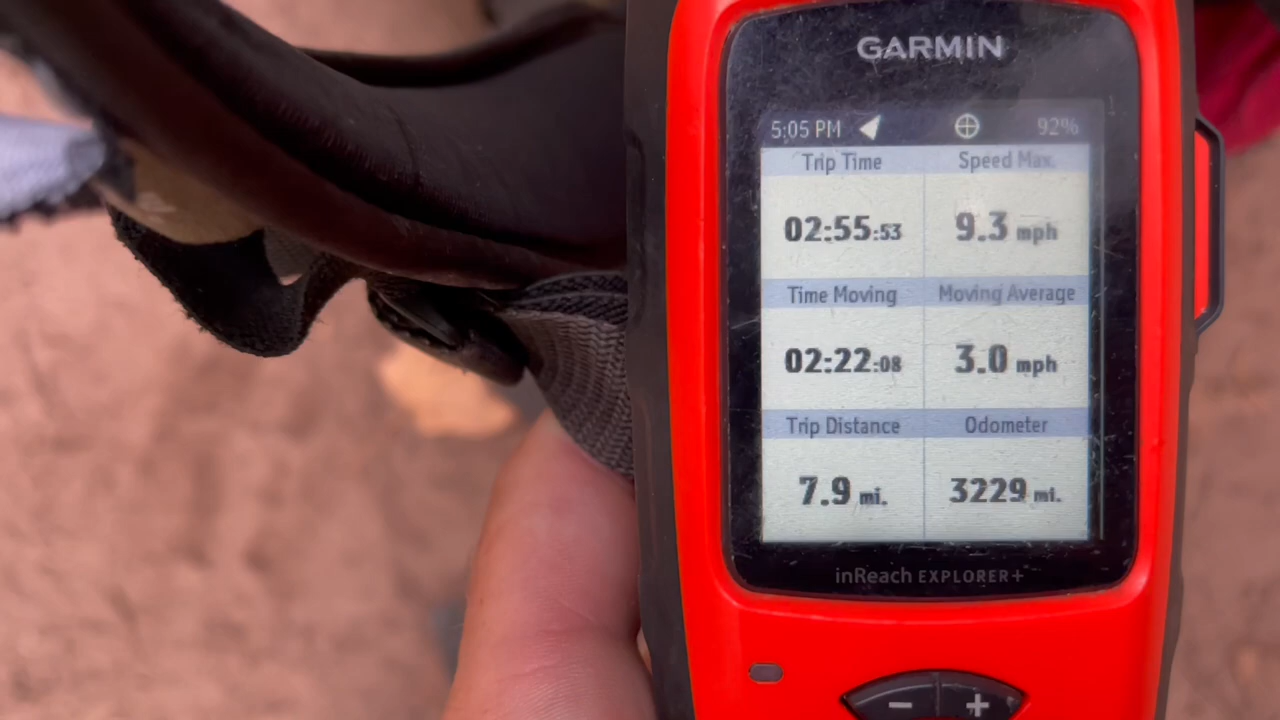 GARMIN
5:05 PM 92%
Trip Time Speed Max.
02:55:53 9.3 mph
Time Moving Moving Average
02:22:08 3.0 mph
Trip Distance Odometer
7.9 mi. 3229 mi.
inReach EXPLORER+
− +